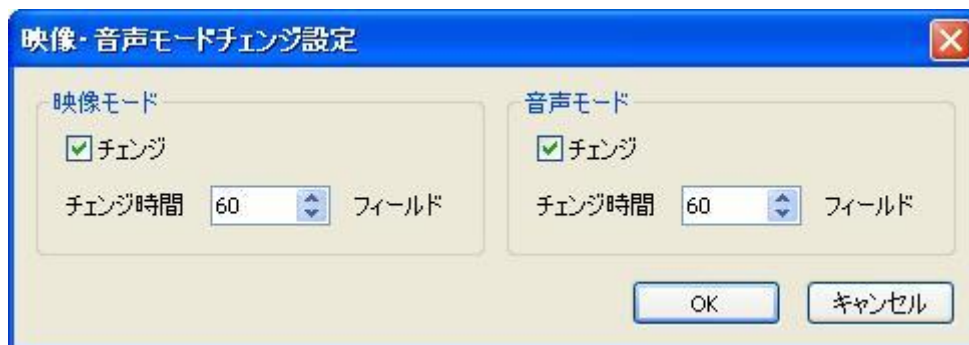 映像・音声モードチェンジ設定
映像モード
チェンジ
チェンジ時間 60 フィールド
音声モード
チェンジ
チェンジ時間 60 フィールド
OK
キャンセル